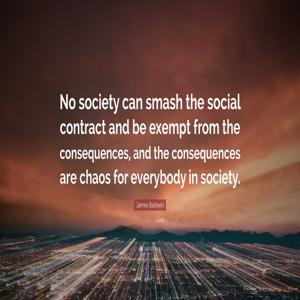 No society can smash the social
contract and be exempt from the
consequences, and the consequences
are chaos for everybody in society.
James Baldwin